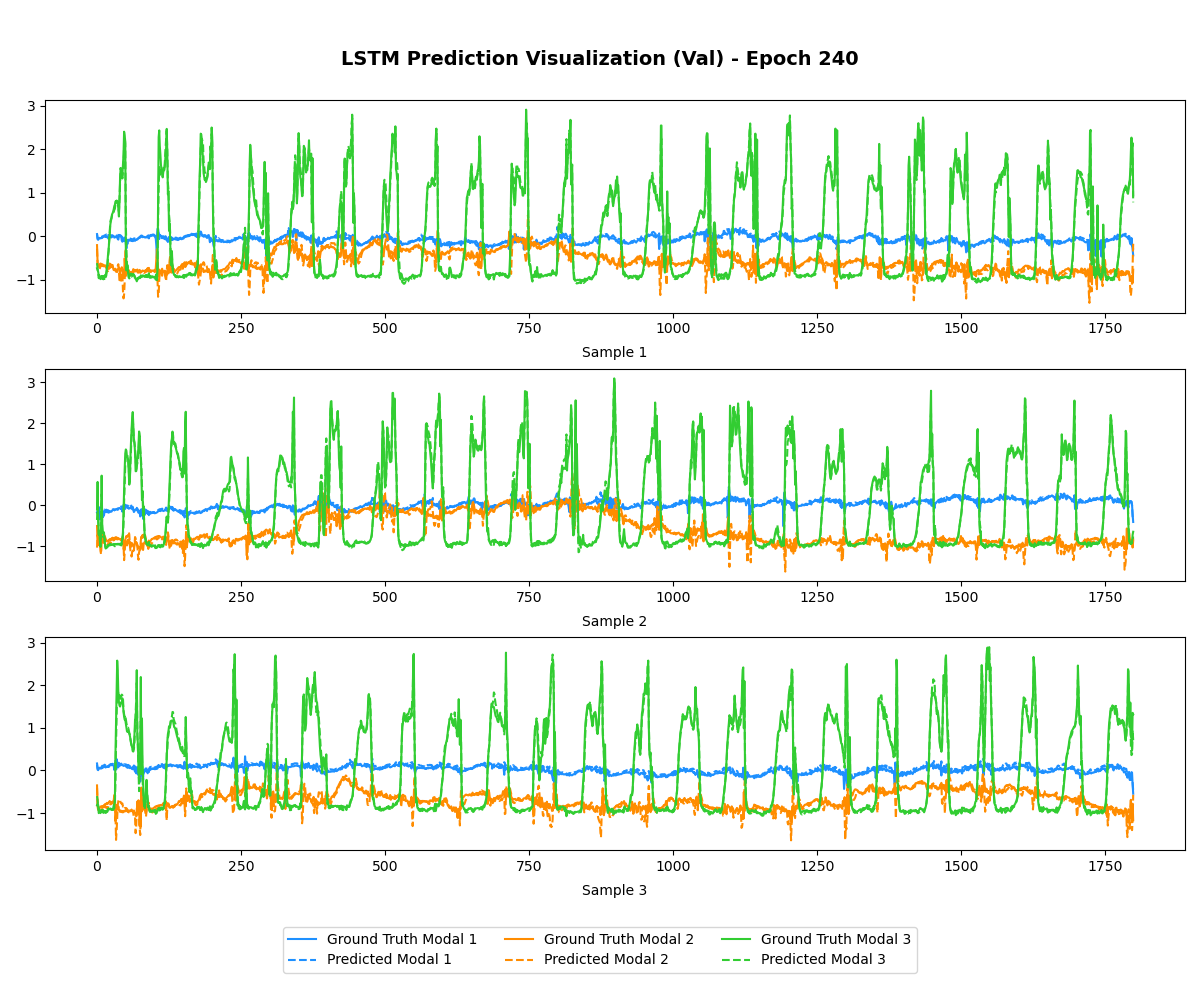 LSTM Prediction Visualization (Val) - Epoch 240
3
2
1
0
−1
0 250 500 750 1000 1250 1500 1750
Sample 1
3
2
1
0
−1
0 250 500 750 1000 1250 1500 1750
Sample 2
3
2
1
0
−1
0 250 500 750 1000 1250 1500 1750
Sample 3
Ground Truth Modal 1 Ground Truth Modal 2 Ground Truth Modal 3
Predicted Modal 1 Predicted Modal 2 Predicted Modal 3